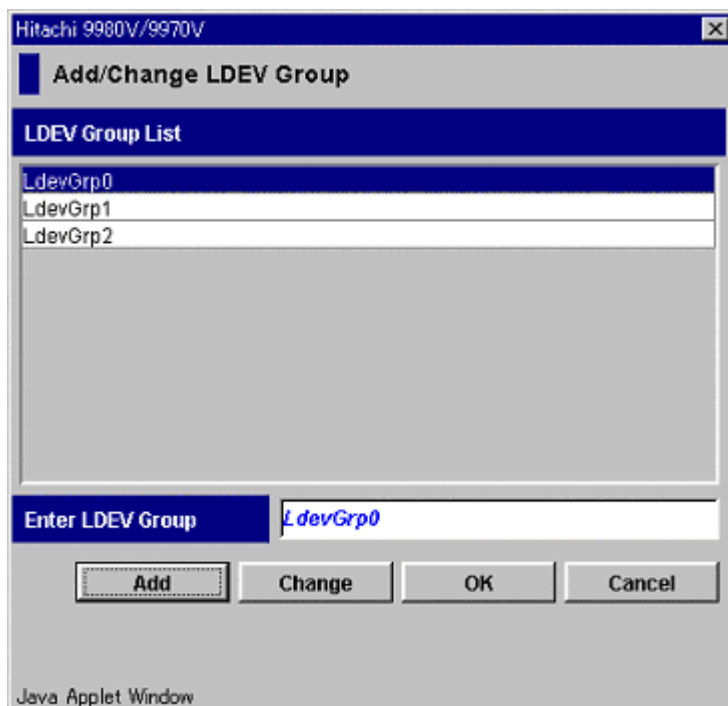 Hitachi 9980V/9970V
Add/Change LDEV Group
LDEV Group List
LdevGrp0
LdevGrp1
LdevGrp2
Enter LDEV Group LdevGrp0
Add Change OK Cancel
Java Applet Window